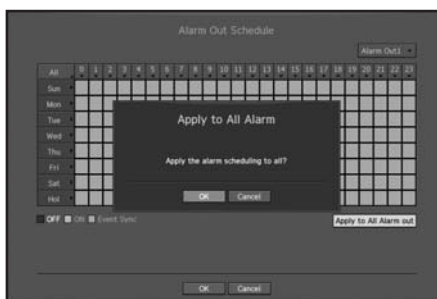 Alarm Out Schedule
Alarm Out1
All 0 1 2 3 4 5 6 7 8 9 10 11 12 13 14 15 16 17 18 19 20 21 22 23
Sun
Mon
Tue
Wed
Thu
Fri
Sat
Hol
Apply to All Alarm
Apply the alarm scheduling to all?
OK Cancel
OFF ON Event Sync
Apply to All Alarm out
OK Cancel